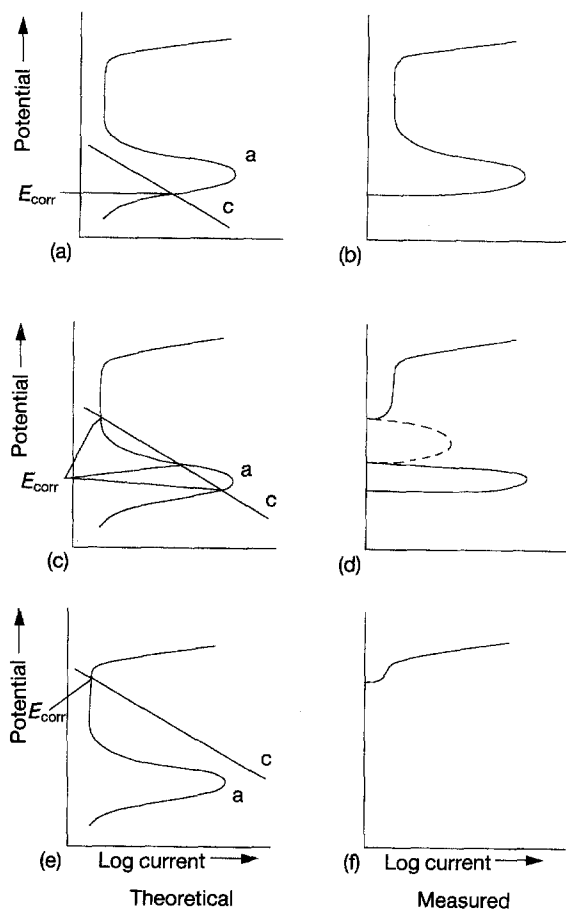 Potential
a
E_corr
c
(a)
(b)
Potential
a
E_corr
c
(c)
(d)
Potential
E_corr
c
a
(e)
Log current
(f)
Log current
Theoretical
Measured